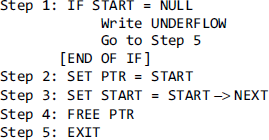 Step 1: IF START = NULL
Write UNDERFLOW
Go to Step 5
[END OF IF]
Step 2: SET PTR = START
Step 3: SET START = START —> NEXT
Step 4: FREE PTR
Step 5: EXIT